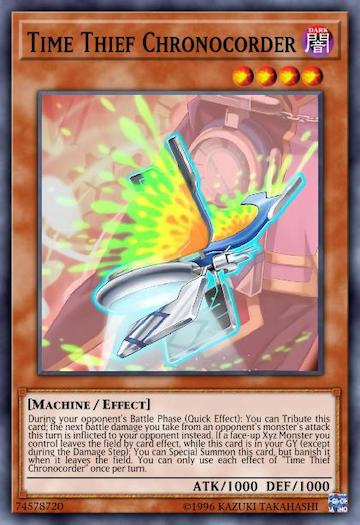 TIME THIEF CHRONOCORDER
DARK
闇
[MACHINE / EFFECT]
During your opponent's Battle Phase (Quick Effect): You can Tribute this
card; the next battle damage you take from an opponent's monster's attack
this turn is inflicted to your opponent instead. If a face-up Xyz Monster you
control leaves the field by card effect, while this card is in your GY (except
during the Damage Step): You can Special Summon this card, but banish it
when it leaves the field. You can only use each effect of "Time Thief
Chronocorder" once per turn.
ATK/1000 DEF/1000
74578720
©1996 KAZUKI TAKAHASHI